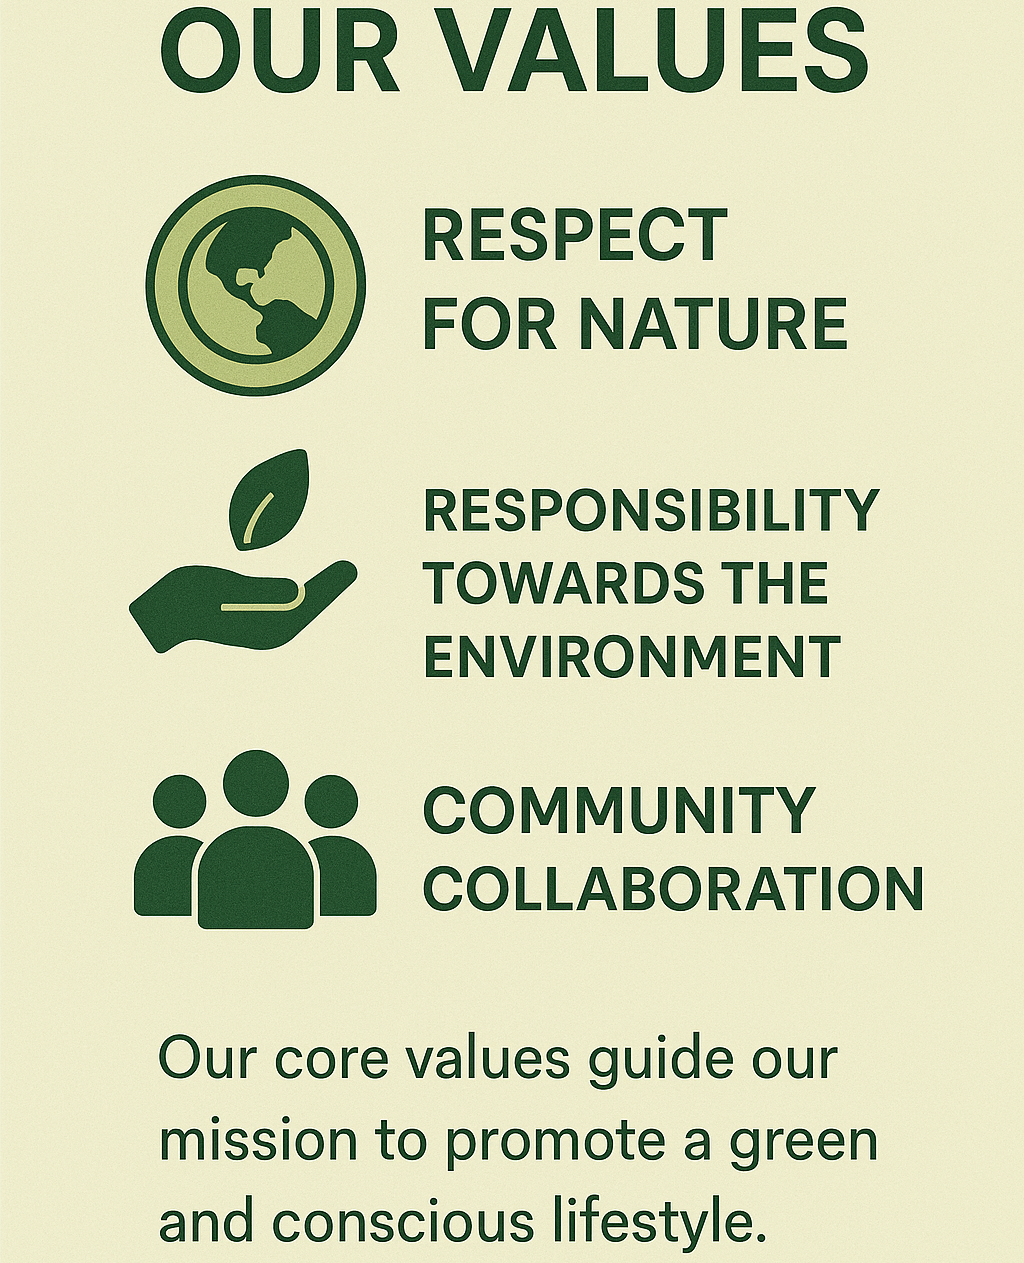 OUR VALUES
RESPECT
FOR NATURE
RESPONSIBILITY
TOWARDS THE
ENVIRONMENT
COMMUNITY
COLLABORATION
Our core values guide our
mission to promote a green
and conscious lifestyle.